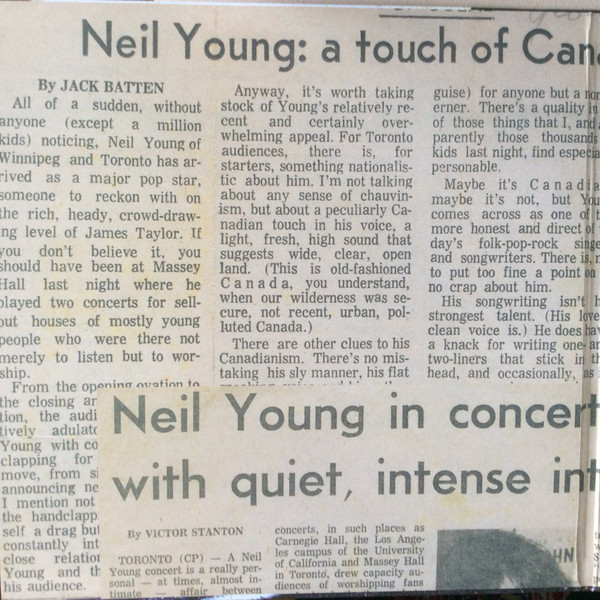 Neil Young: a touch of Can
By JACK BATTEN
All of a sudden, without
anyone (except a million
kids) noticing, Neil Young of
Winnipeg and Toronto has ar-
rived as a major pop star,
someone to reckon with on
the rich, heady, crowd-draw-
ing level of James Taylor. If
you don't believe it, you
should have been at Massey
Hall last night where he
played two concerts for sell-
out houses of mostly young
people who were there not
merely to listen but to wor-
ship.
From the opening ovation to
the closing ar
tion, the audi
tively adulato
Young with co
clapping for
move, from si
announcing ne
I mention not
the handclapp
self a drag but
constantly int
close relation
Young and th
his audience.
Anyway, it's worth taking
stock of Young's relatively re-
cent and certainly over-
whelming appeal. For Toronto
audiences, there is, for
starters, something nationalis-
tic about him. I'm not talking
about any sense of chauvin-
ism, but about a peculiarly Ca-
nadian touch in his voice, a
light, fresh, high sound that
suggests wide, clear, open
land. (This is old-fashioned
Canada, you understand,
when our wilderness was se-
cure, not recent, urban, pol-
luted Canada.)
There are other clues to his
Canadianism. There's no mis-
taking his sly manner, his flat
guise) for anyone but a nor
erner. There's a quality in
of those things that I, and a
parently those thousands
kids last night, find especia
personable.
Maybe it's Canadia
maybe it's not, but You
comes across as one of t
more honest and direct of
day's folk-pop-rock singe
and songwriters. There is, n
to put too fine a point on
no crap about him.
His songwriting isn't h
strongest talent. (His love
clean voice is.) He does hav
a knack for writing one- an
two-liners that stick in th
head, and occasionally, as
Neil Young in concert
with quiet, intense int
By VICTOR STANTON
TORONTO (CP) — A Neil
Young concert is a really per-
sonal — at times, almost in-
timate — affair between
concerts, in such places as
Carnegie Hall, the Los Ange-
les campus of the University
of California and Massey Hall
in Toronto, drew capacity au-
diences of worshipping fans
HN